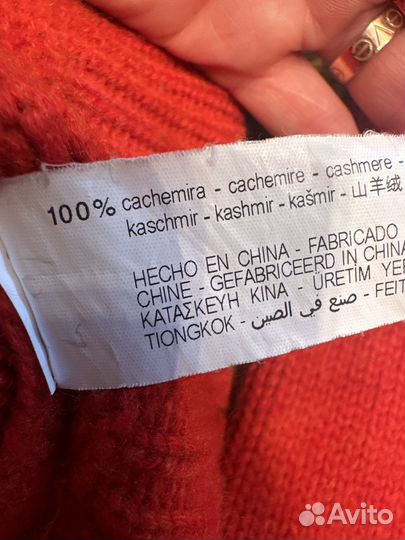 100% cachemira - cachemire - cashmere -
kaschmir - kashmir - kašmir - 山羊绒
HECHO EN CHINA - FABRICADO
CHINE - GEFABRICEERD IN CHINA
ΚΑΤΑΣΚΕΥΗ ΚΙΝΑ - ÜRETİM YER
TIONGKOK - صنع في الصين - FEIT
Avito